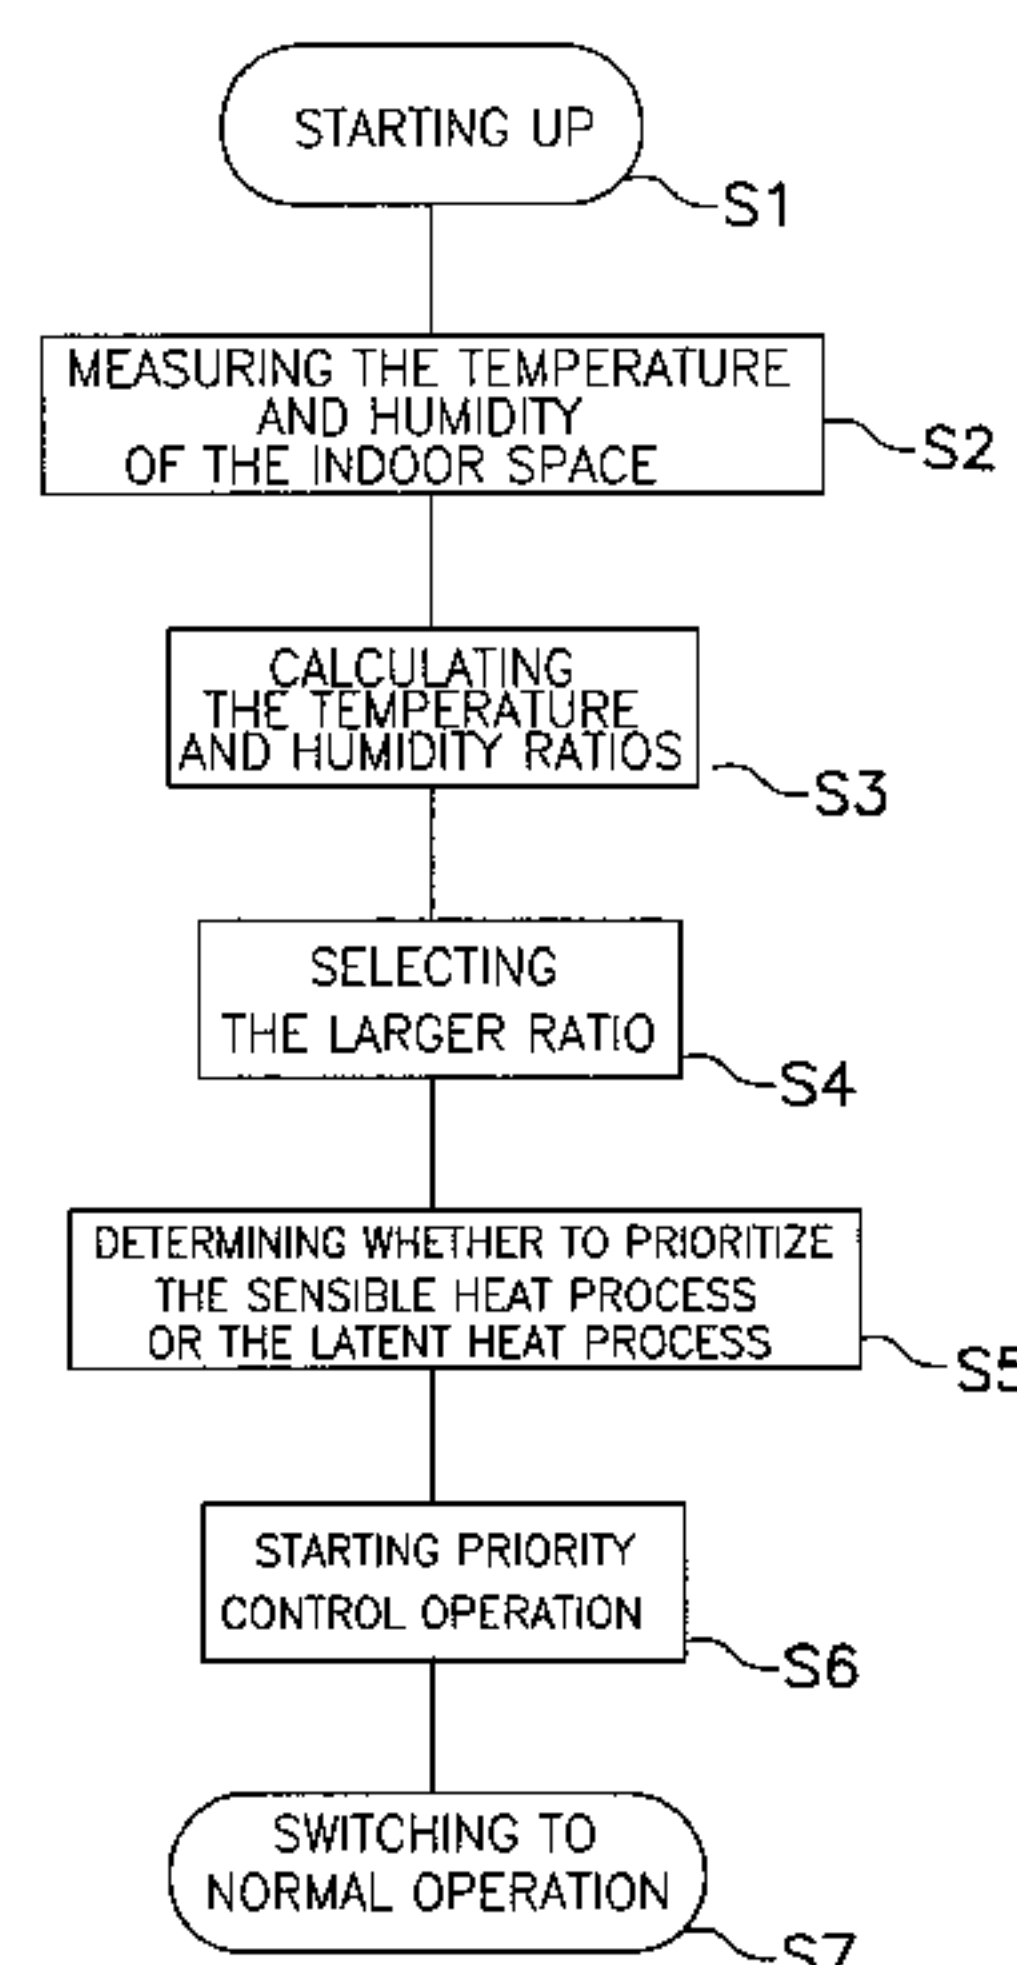 STARTING UP
S1
MEASURING THE TEMPERATURE
AND HUMIDITY
OF THE INDOOR SPACE
S2
CALCULATING
THE TEMPERATURE
AND HUMIDITY RATIOS
S3
SELECTING
THE LARGER RATIO
S4
DETERMINING WHETHER TO PRIORITIZE
THE SENSIBLE HEAT PROCESS
OR THE LATENT HEAT PROCESS
S5
STARTING PRIORITY
CONTROL OPERATION
S6
SWITCHING TO
NORMAL OPERATION
S7